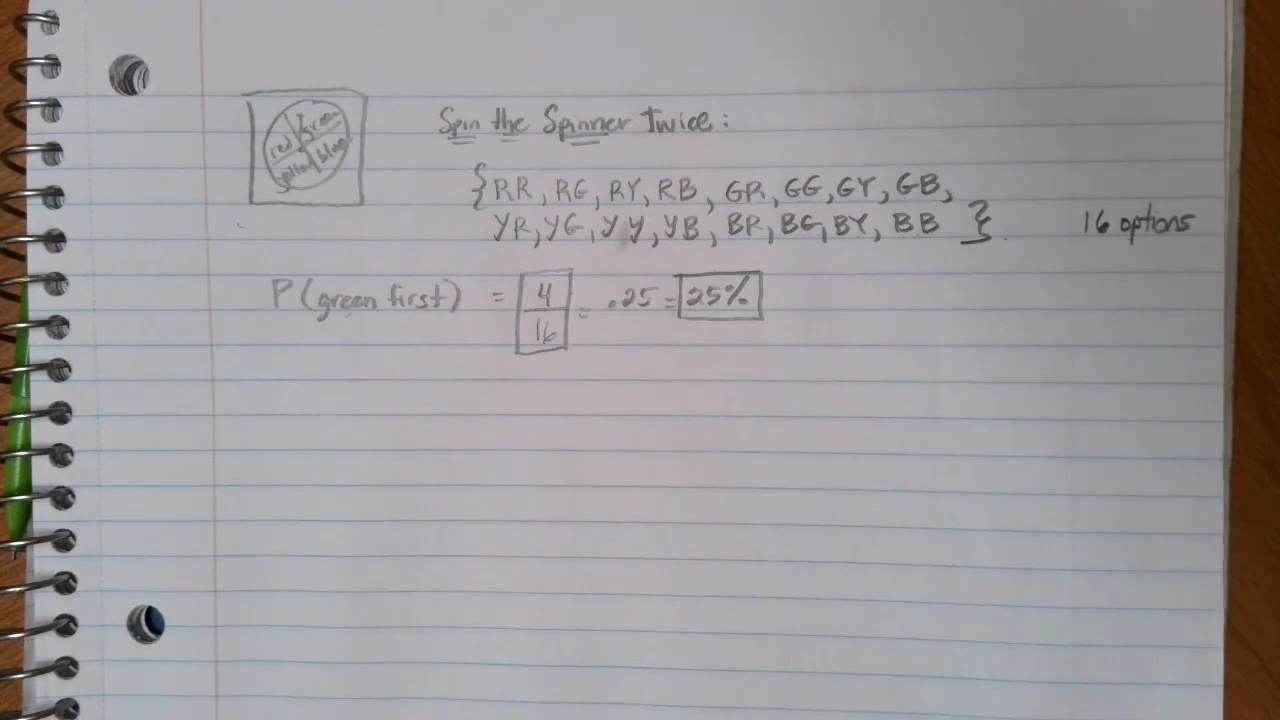 red green
yellow blue
Spin the Spinner Twice:
{RR, RG, RY, RB, GR, GG, GY, GB,
YR, YG, YY, YB, BR, BG, BY, BB}. 16 options
P(green first) = 4/16 = .25 = 25%